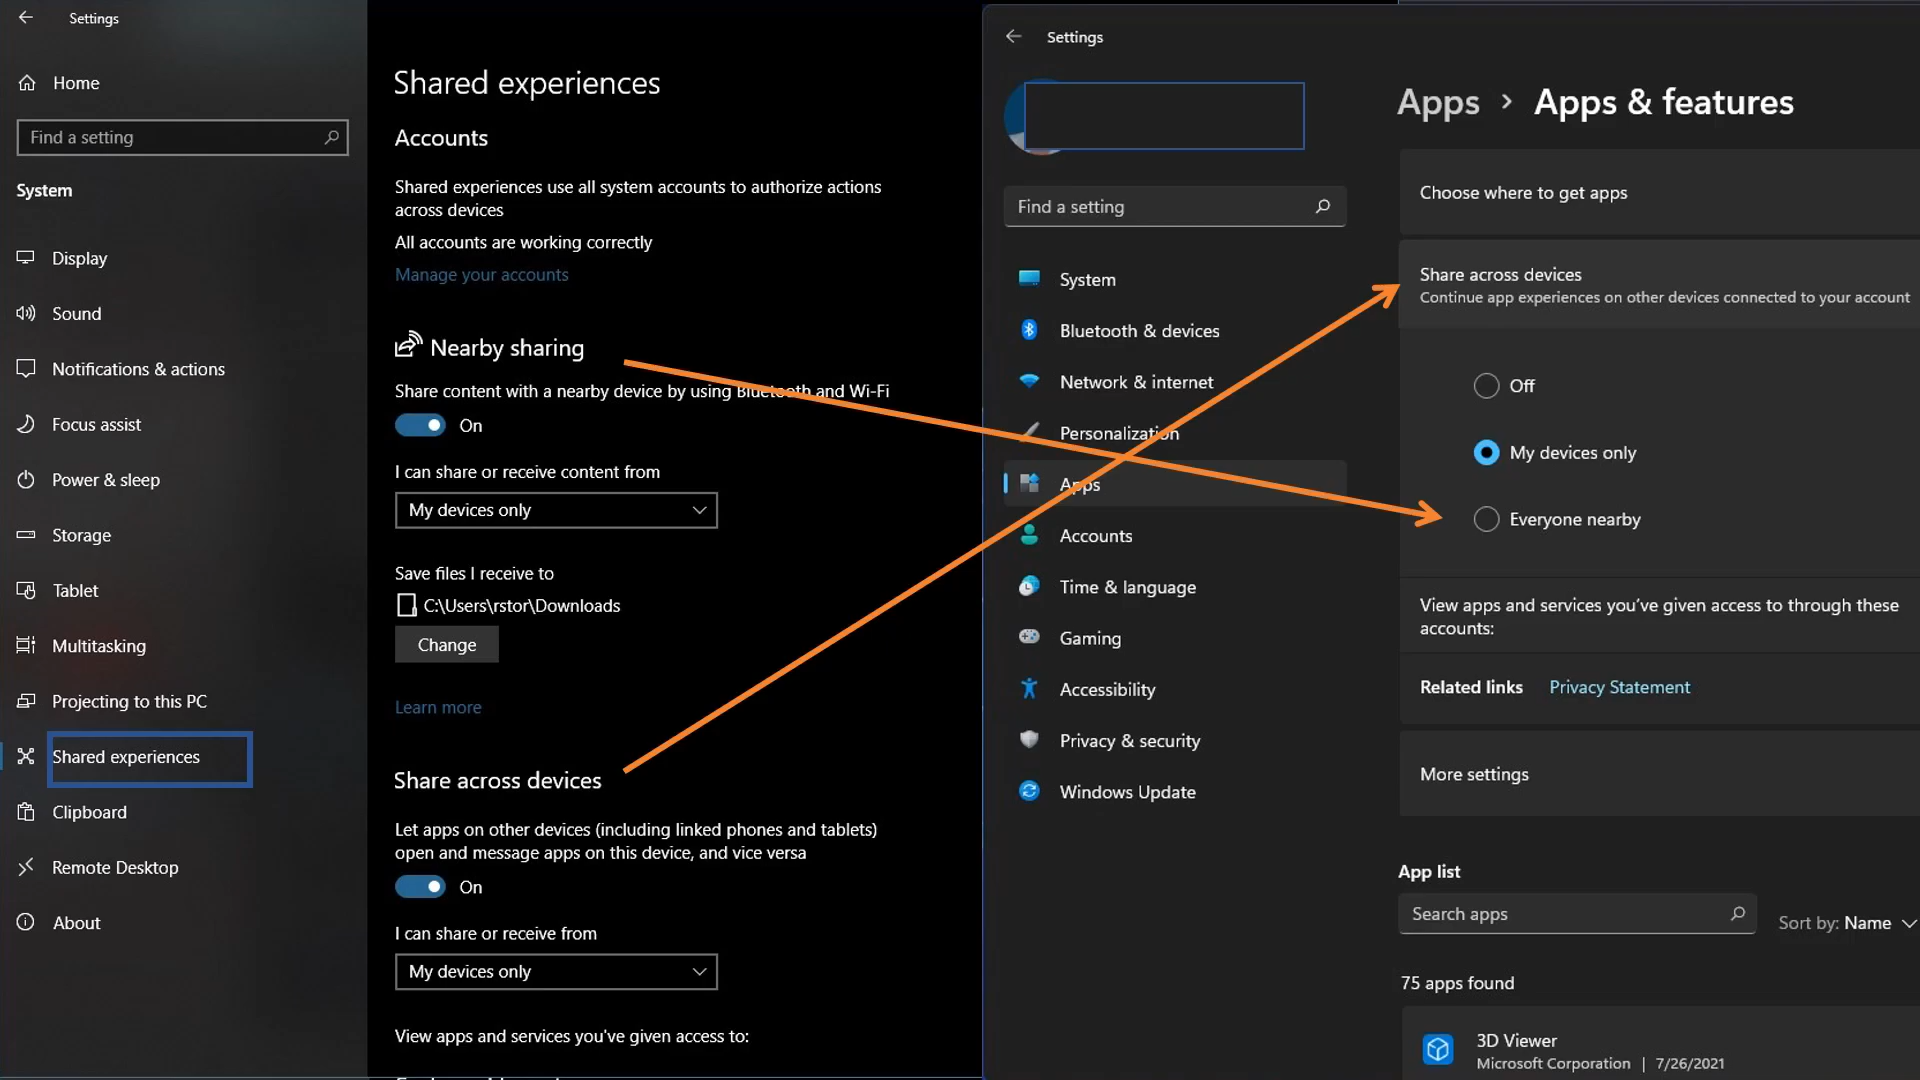 Settings
Home
Find a setting
System
Display
Sound
Notifications & actions
Focus assist
Power & sleep
Storage
Tablet
Multitasking
Projecting to this PC
Shared experiences
Clipboard
Remote Desktop
About
Shared experiences
Accounts
Shared experiences use all system accounts to authorize actions
across devices
All accounts are working correctly
Manage your accounts
Nearby sharing
Share content with a nearby device by using Bluetooth and Wi-Fi
On
I can share or receive content from
My devices only
Save files I receive to
C:\Users\rstor\Downloads
Change
Learn more
Share across devices
Let apps on other devices (including linked phones and tablets)
open and message apps on this device, and vice versa
On
I can share or receive from
My devices only
View apps and services you've given access to:
Settings
Find a setting
System
Bluetooth & devices
Network & internet
Personalization
Apps
Accounts
Time & language
Gaming
Accessibility
Privacy & security
Windows Update
Apps › Apps & features
Choose where to get apps
Share across devices
Continue app experiences on other devices connected to your account
Off
My devices only
Everyone nearby
View apps and services you’ve given access to through these
accounts:
Related links Privacy Statement
More settings
App list
Search apps
Sort by: Name
75 apps found
3D Viewer
Microsoft Corporation | 7/26/2021